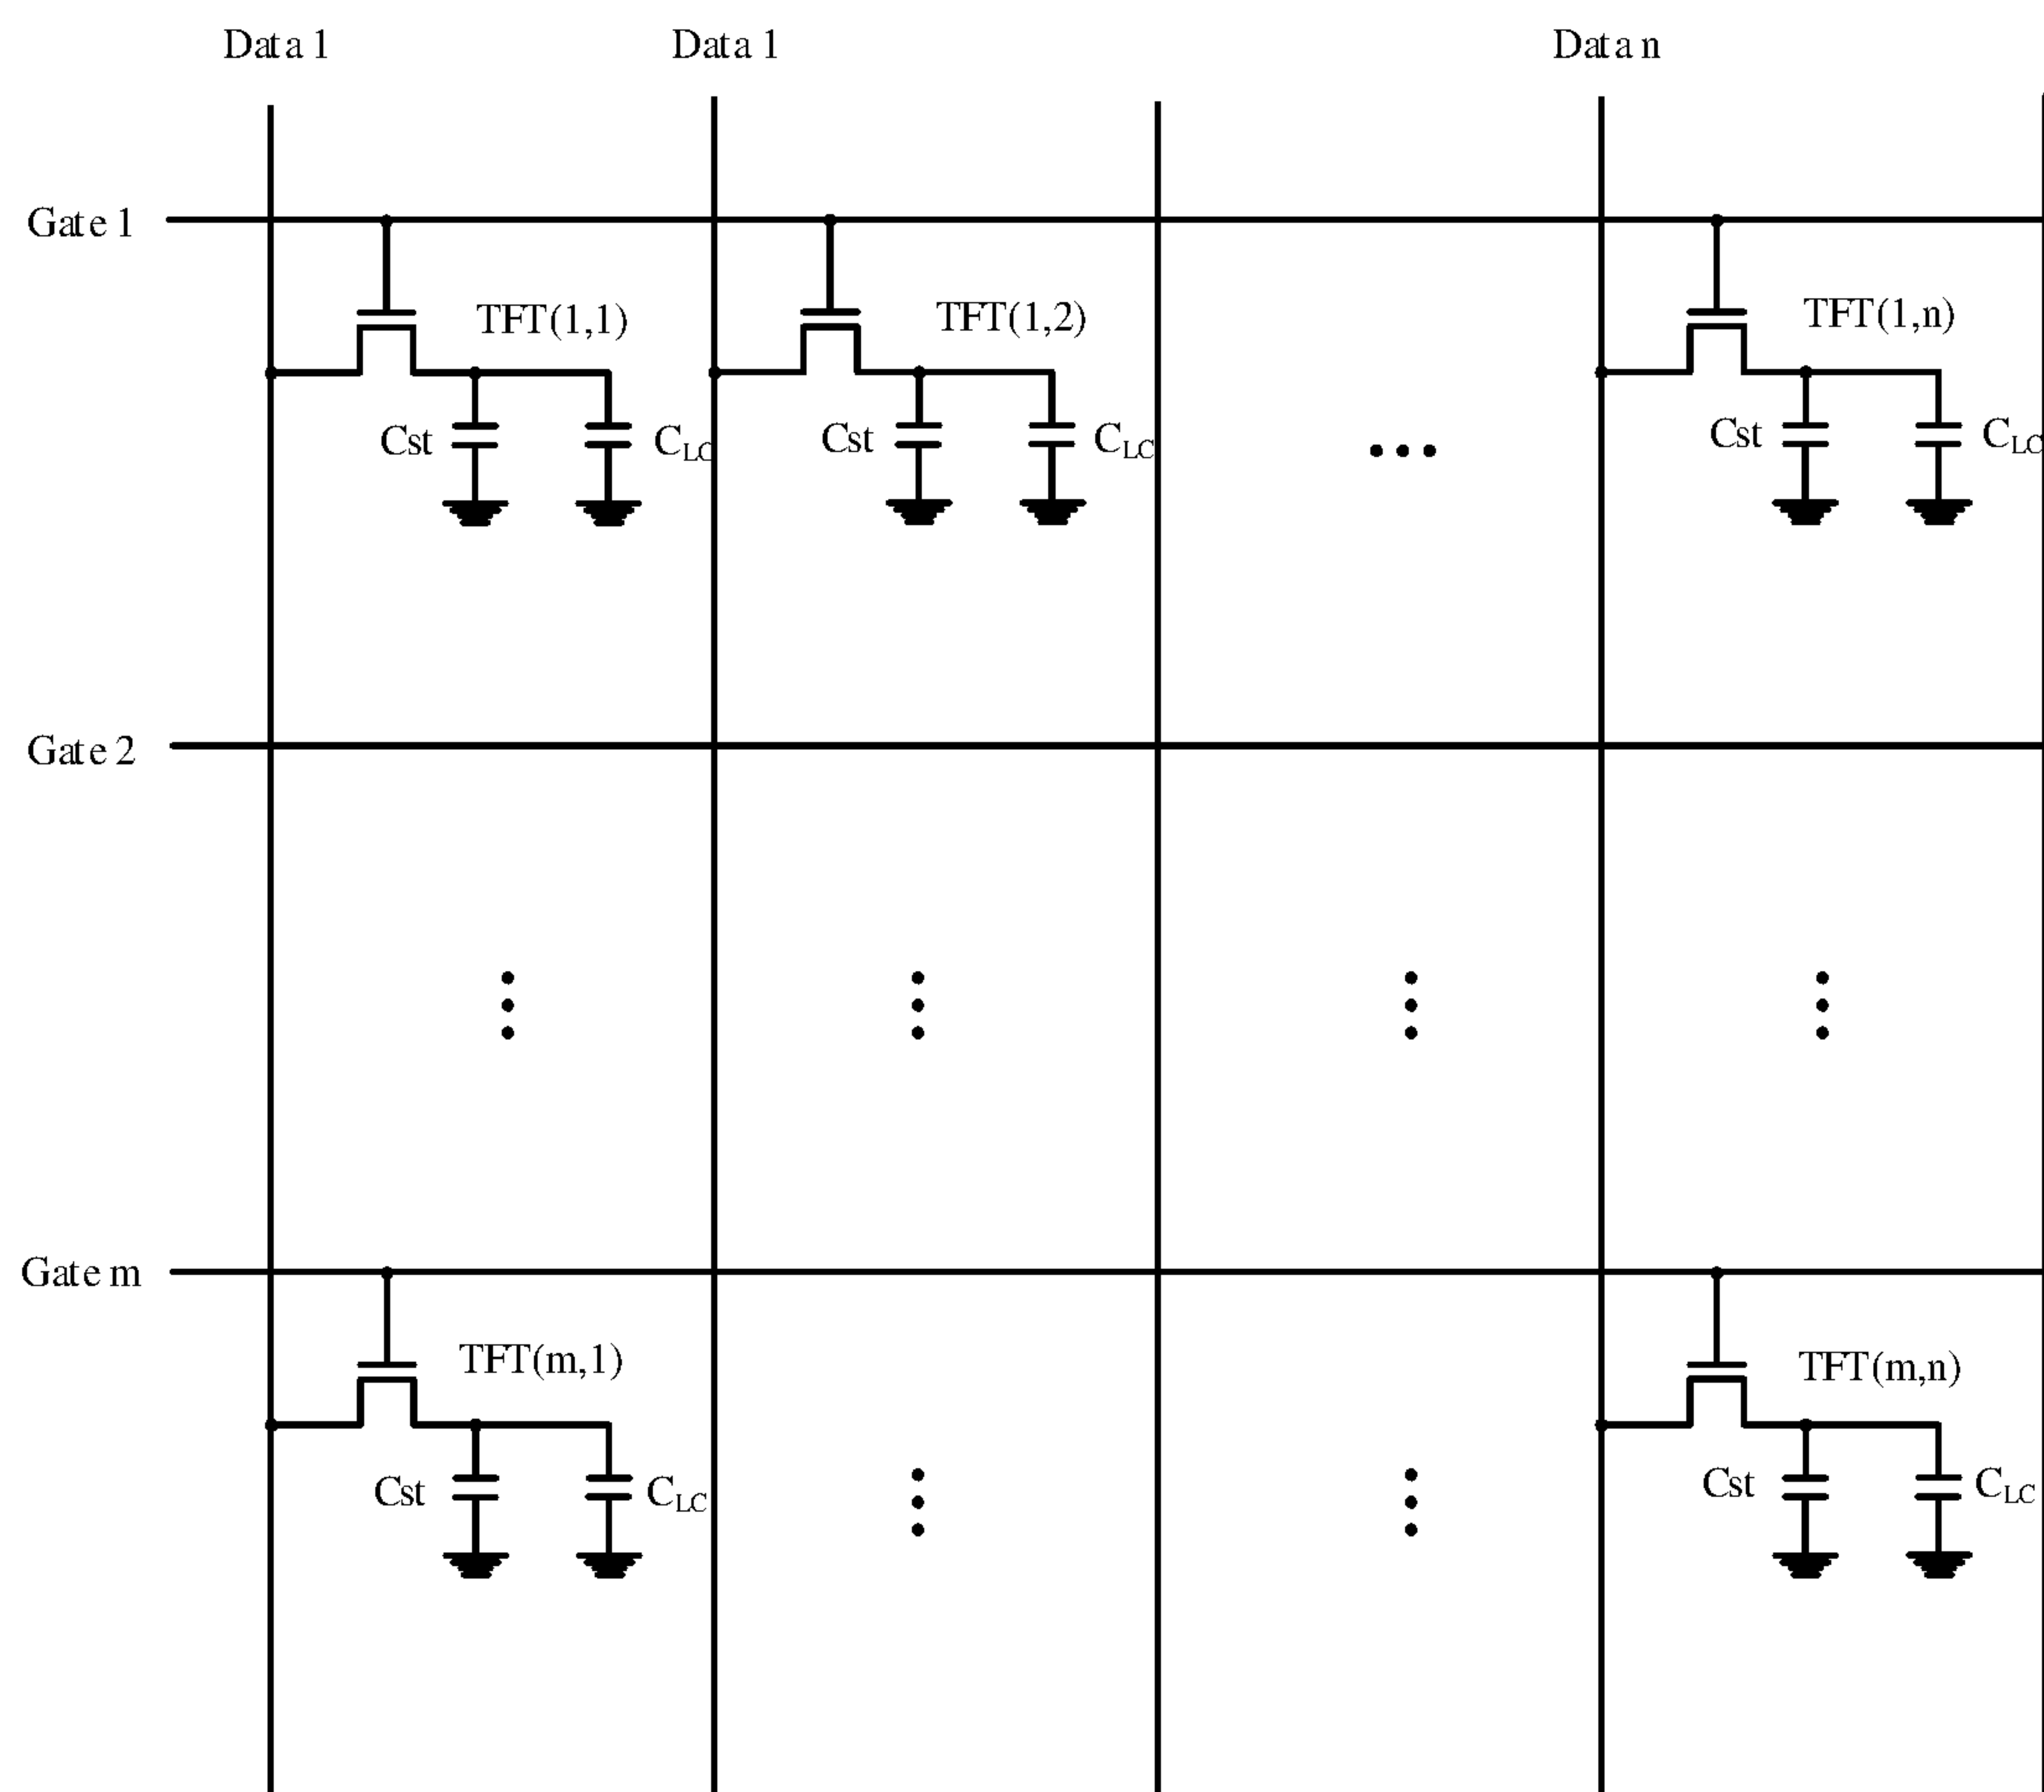 Data 1
Data 1
Data n
Gate 1
TFT(1,1)
TFT(1,2)
TFT(1,n)
Cst
CLC
Cst
CLC
Cst
CLC
Gate 2
Gate m
TFT(m,1)
TFT(m,n)
Cst
CLC
Cst
CLC